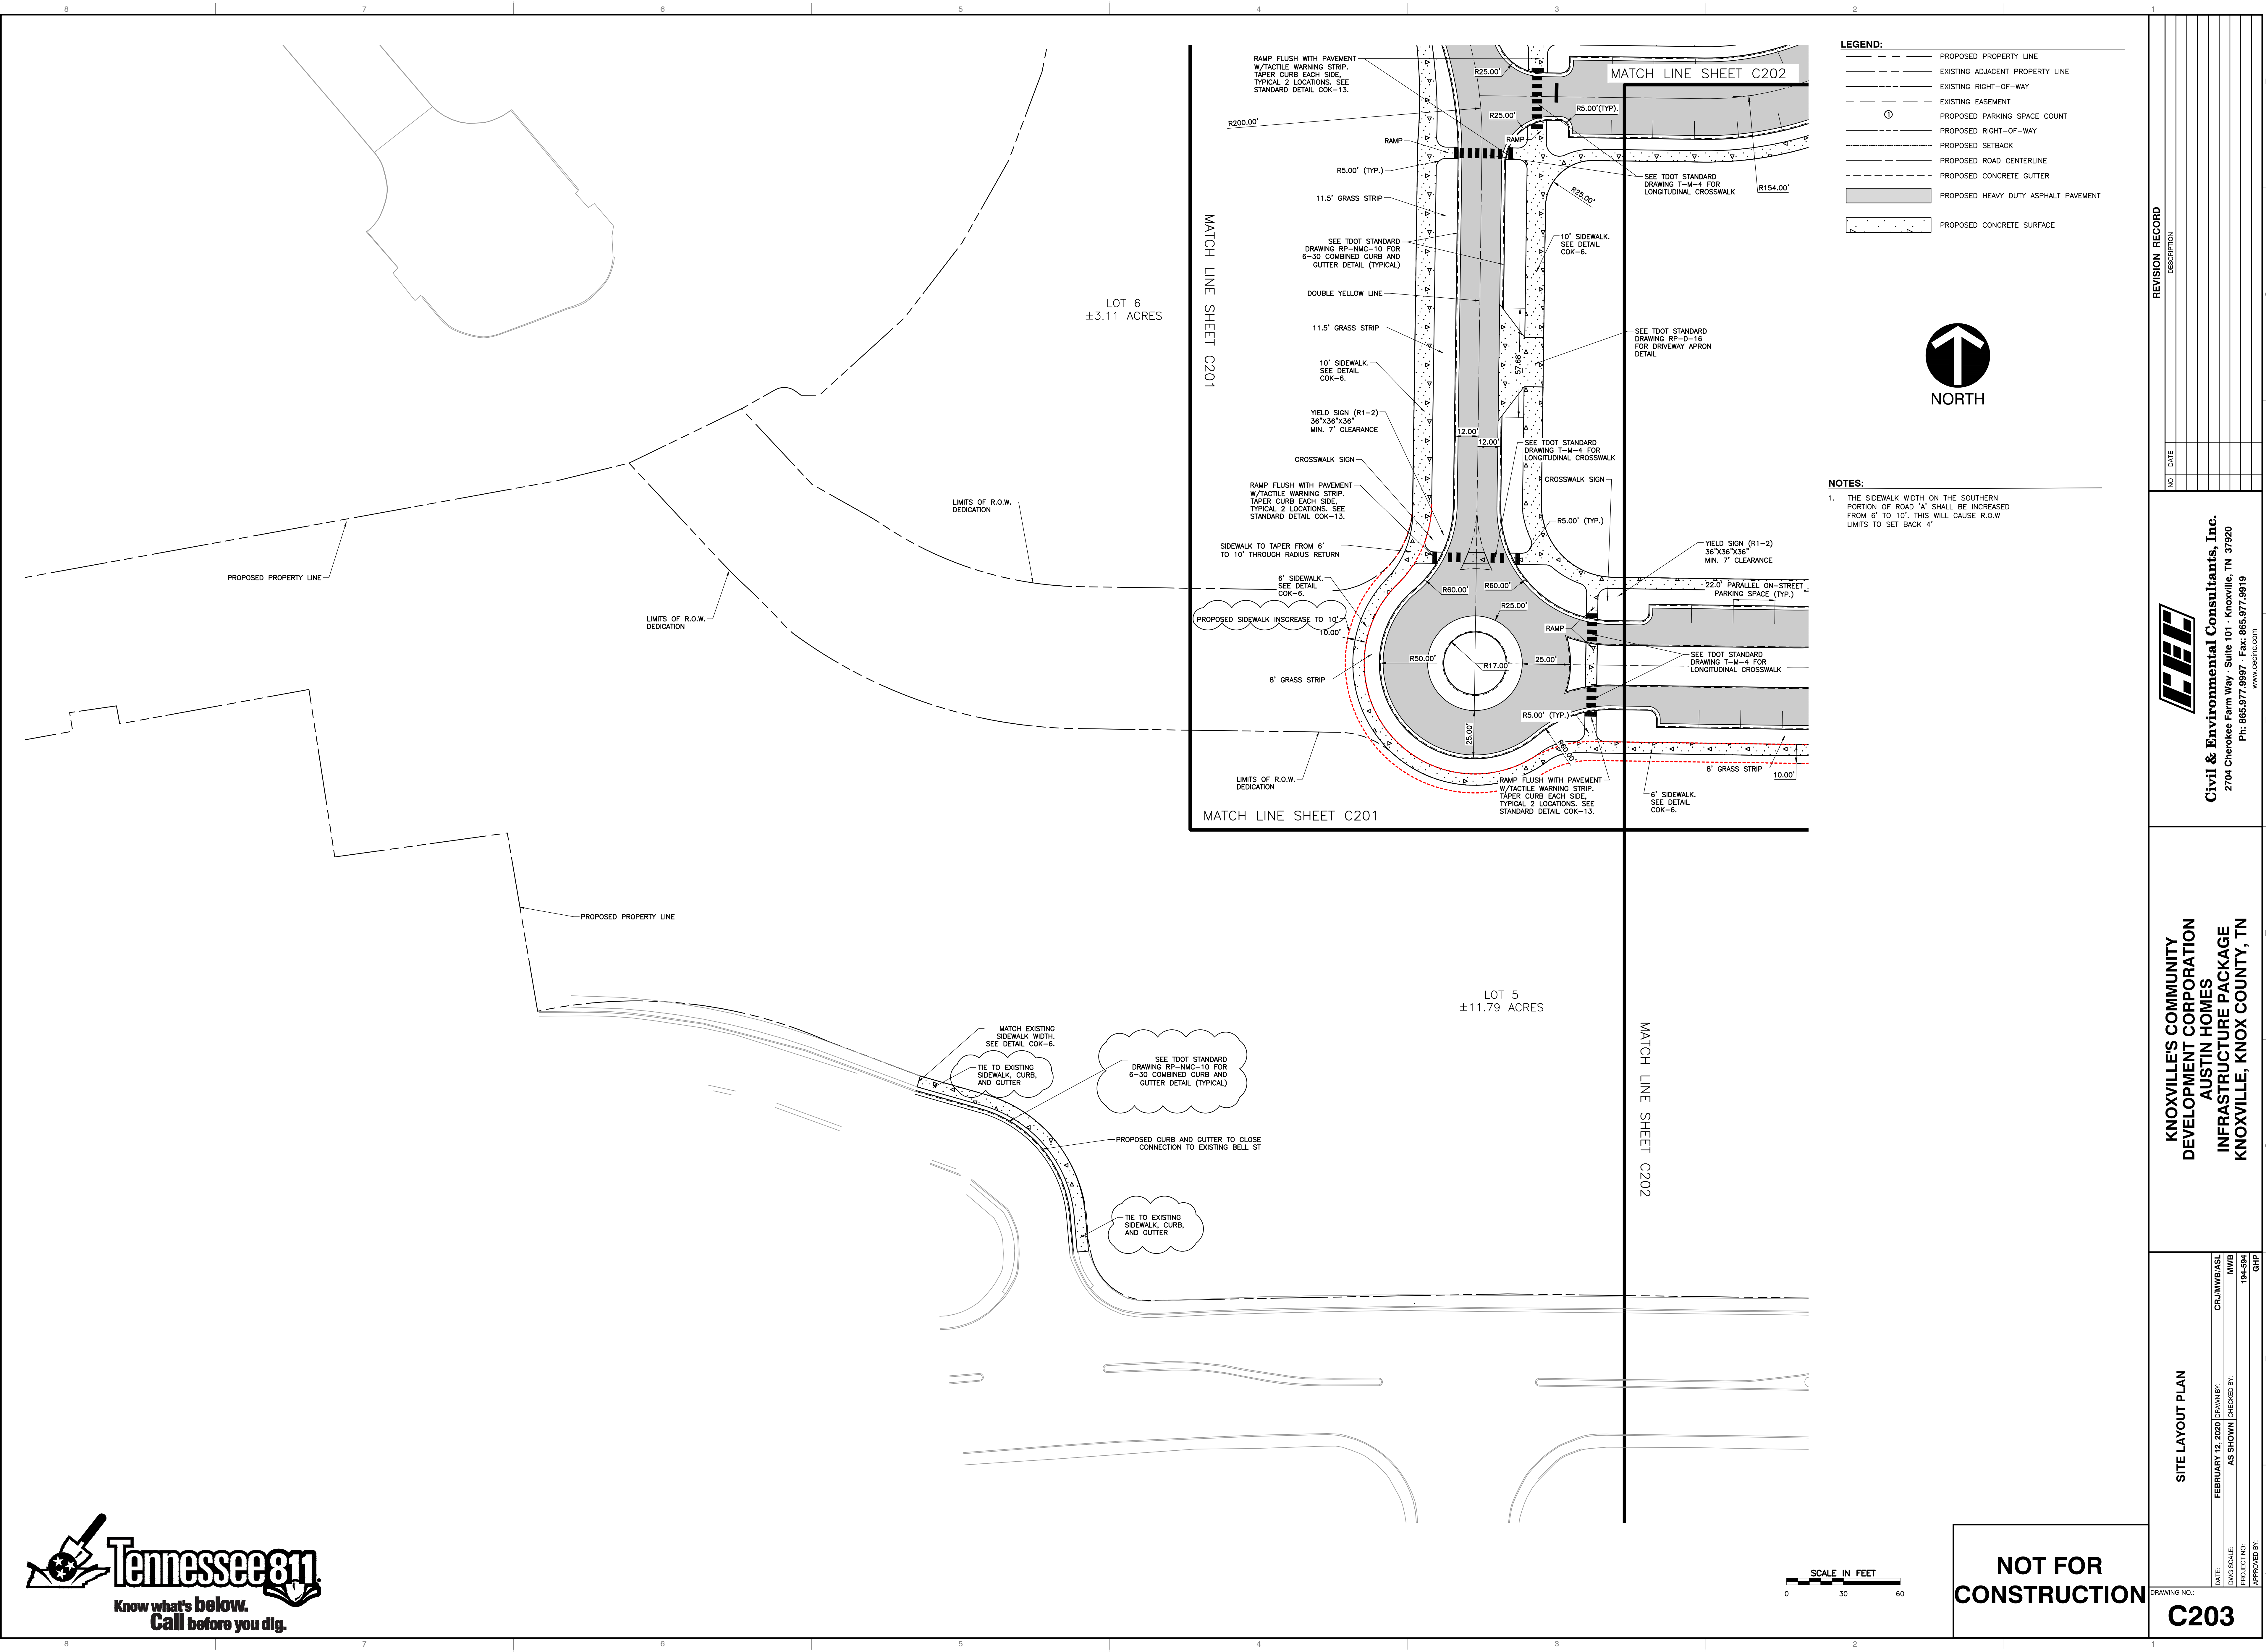 8
7
6
5
4
3
2
1
RAMP FLUSH WITH PAVEMENT
W/TACTILE WARNING STRIP.
TAPER CURB EACH SIDE,
TYPICAL 2 LOCATIONS. SEE
STANDARD DETAIL COK-13.
R25.00'
MATCH LINE SHEET C202
R5.00'(TYP).
R25.00'
R200.00'
RAMP
RAMP
R5.00' (TYP.)
SEE TDOT STANDARD
DRAWING T-M-4 FOR
LONGITUDINAL CROSSWALK
R154.00'
R25.00'
11.5' GRASS STRIP
MATCH LINE SHEET C201
SEE TDOT STANDARD
DRAWING RP-NMC-10 FOR
6-30 COMBINED CURB AND
GUTTER DETAIL (TYPICAL)
10' SIDEWALK.
SEE DETAIL
COK-6.
DOUBLE YELLOW LINE
LOT 6
±3.11 ACRES
11.5' GRASS STRIP
SEE TDOT STANDARD
DRAWING RP-D-16
FOR DRIVEWAY APRON
DETAIL
57.68'
10' SIDEWALK.
SEE DETAIL
COK-6.
YIELD SIGN (R1-2)
36"X36"X36"
MIN. 7' CLEARANCE
12.00'
12.00'
SEE TDOT STANDARD
DRAWING T-M-4 FOR
LONGITUDINAL CROSSWALK
CROSSWALK SIGN
CROSSWALK SIGN
RAMP FLUSH WITH PAVEMENT
W/TACTILE WARNING STRIP.
TAPER CURB EACH SIDE,
TYPICAL 2 LOCATIONS. SEE
STANDARD DETAIL COK-13.
R5.00' (TYP.)
LIMITS OF R.O.W.
DEDICATION
SIDEWALK TO TAPER FROM 6'
TO 10' THROUGH RADIUS RETURN
YIELD SIGN (R1-2)
36"X36"X36"
MIN. 7' CLEARANCE
PROPOSED PROPERTY LINE
6' SIDEWALK.
SEE DETAIL
COK-6.
R60.00'
R60.00'
22.0' PARALLEL ON-STREET
PARKING SPACE (TYP.)
R25.00'
LIMITS OF R.O.W.
DEDICATION
PROPOSED SIDEWALK INSCREASE TO 10'
10.00'
RAMP
R50.00'
R17.00'
25.00'
SEE TDOT STANDARD
DRAWING T-M-4 FOR
LONGITUDINAL CROSSWALK
8' GRASS STRIP
R5.00' (TYP.)
25.00'
R60.00'
8' GRASS STRIP
10.00'
LIMITS OF R.O.W.
DEDICATION
RAMP FLUSH WITH PAVEMENT
W/TACTILE WARNING STRIP.
TAPER CURB EACH SIDE,
TYPICAL 2 LOCATIONS. SEE
STANDARD DETAIL COK-13.
6' SIDEWALK.
SEE DETAIL
COK-6.
MATCH LINE SHEET C201
PROPOSED PROPERTY LINE
LOT 5
±11.79 ACRES
MATCH LINE SHEET C202
MATCH EXISTING
SIDEWALK WIDTH.
SEE DETAIL COK-6.
TIE TO EXISTING
SIDEWALK, CURB,
AND GUTTER
SEE TDOT STANDARD
DRAWING RP-NMC-10 FOR
6-30 COMBINED CURB AND
GUTTER DETAIL (TYPICAL)
PROPOSED CURB AND GUTTER TO CLOSE
CONNECTION TO EXISTING BELL ST
TIE TO EXISTING
SIDEWALK, CURB,
AND GUTTER
LEGEND:
PROPOSED PROPERTY LINE
EXISTING ADJACENT PROPERTY LINE
EXISTING RIGHT-OF-WAY
EXISTING EASEMENT
1
PROPOSED PARKING SPACE COUNT
PROPOSED RIGHT-OF-WAY
PROPOSED SETBACK
PROPOSED ROAD CENTERLINE
PROPOSED CONCRETE GUTTER
PROPOSED HEAVY DUTY ASPHALT PAVEMENT
PROPOSED CONCRETE SURFACE
NORTH
NOTES:
1. THE SIDEWALK WIDTH ON THE SOUTHERN
PORTION OF ROAD 'A' SHALL BE INCREASED
FROM 6' TO 10'. THIS WILL CAUSE R.O.W
LIMITS TO SET BACK 4'
Tennessee811.
Know what's below.
Call before you dig.
SCALE IN FEET
0 30 60
NOT FOR
CONSTRUCTION
REVISION RECORD
NO DATE DESCRIPTION
CEC
Civil & Environmental Consultants, Inc.
2704 Cherokee Farm Way · Suite 101 · Knoxville, TN 37920
Ph: 865.977.9997 · Fax: 865.977.9919
www.cecinc.com
KNOXVILLE'S COMMUNITY
DEVELOPMENT CORPORATION
AUSTIN HOMES
INFRASTRUCTURE PACKAGE
KNOXVILLE, KNOX COUNTY, TN
SITE LAYOUT PLAN
DATE: FEBRUARY 12, 2020 DRAWN BY: CRJ/MWB/ASL
DWG SCALE: AS SHOWN CHECKED BY: MWB
PROJECT NO: 194-594
APPROVED BY: GHP
DRAWING NO.:
C203
8
7
6
5
4
3
2
1